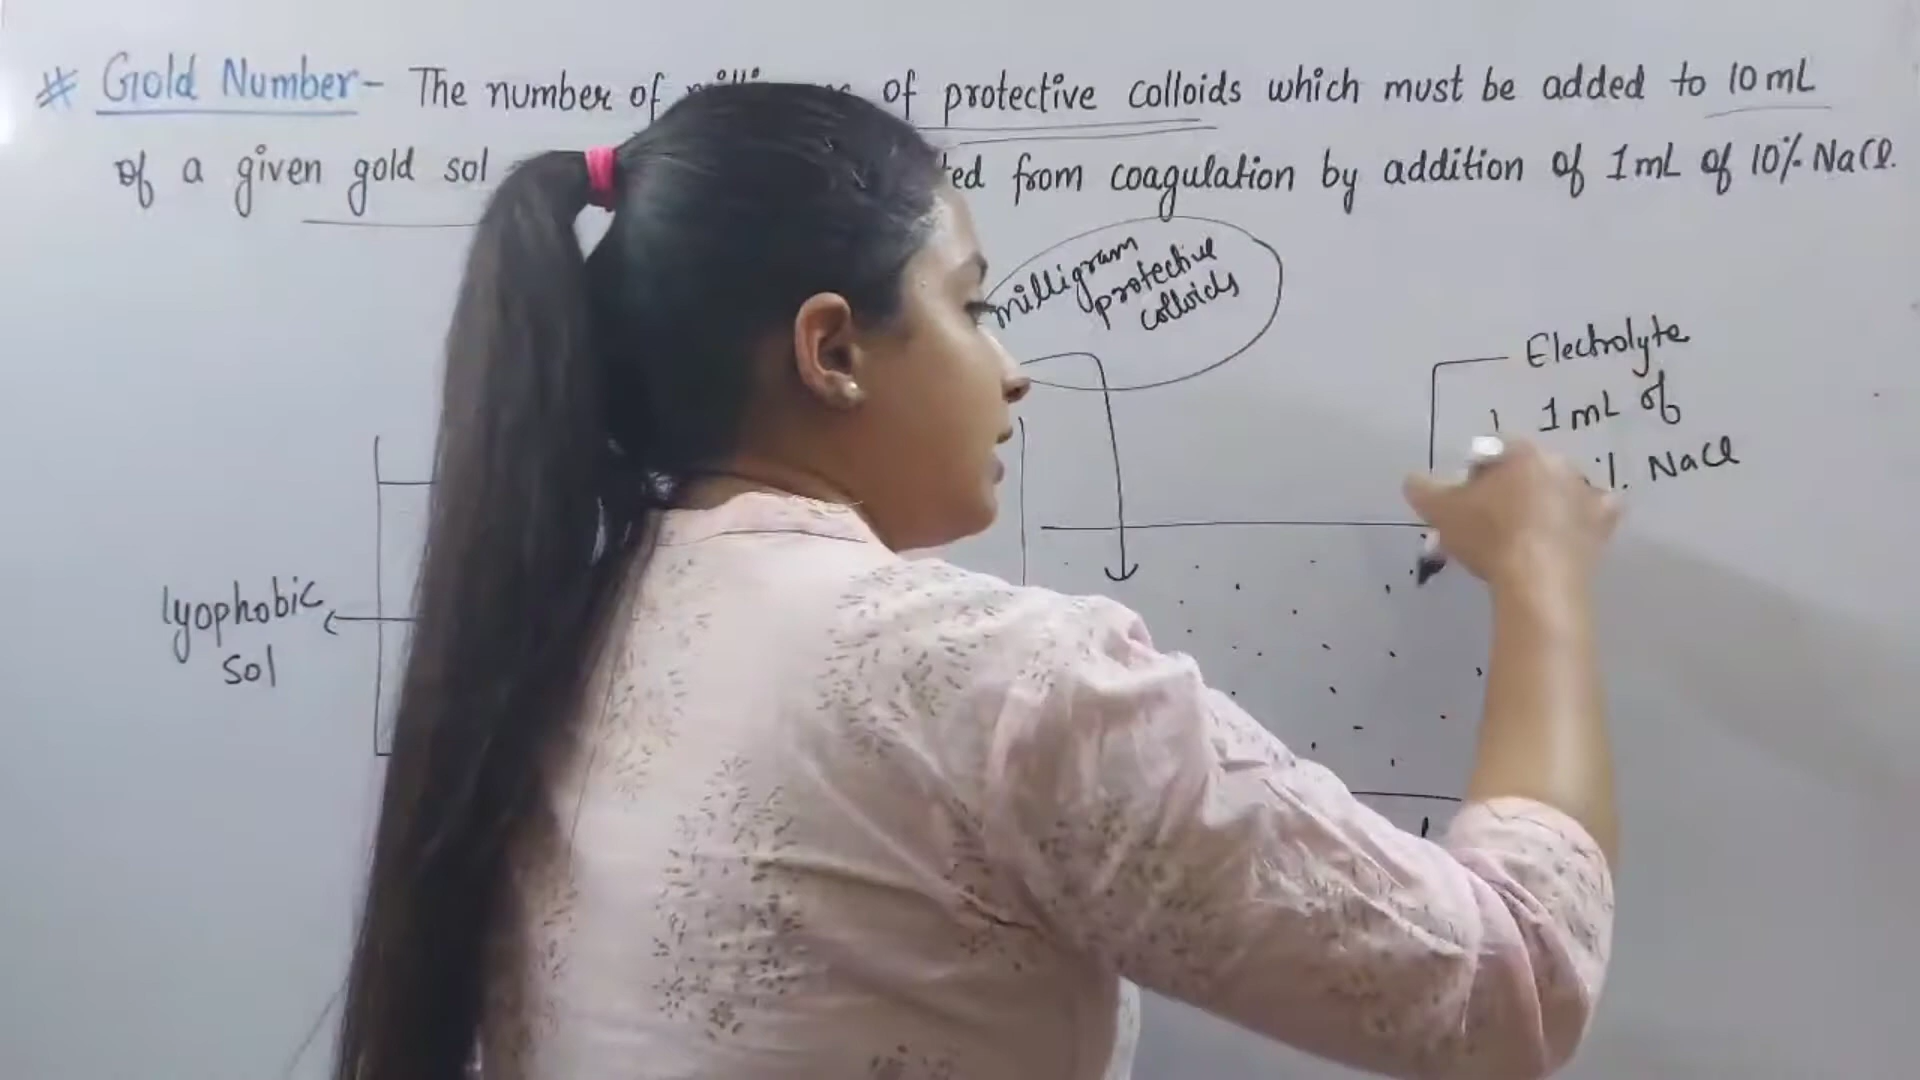 # Gold Number - The number of of protective colloids which must be added to 10 mL
of a given gold sol from coagulation by addition of 1 mL of 10% NaCl.
milligram
protective
colloids
Electrolyte
1 mL of
% NaCl
lyophobic
sol